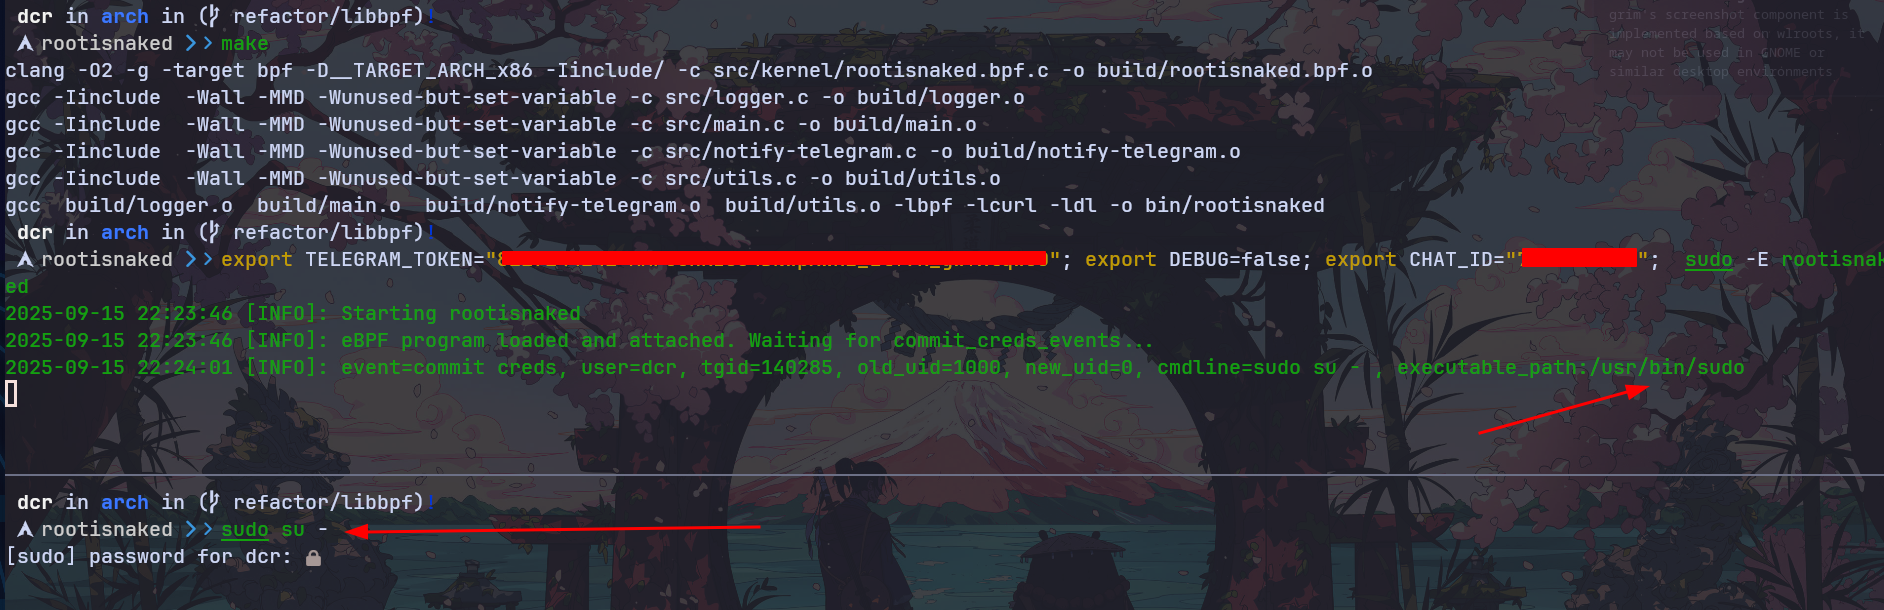 dcr in arch in ( refactor/libbpf)!
grim's screenshot component is
rootisnaked >> make
implemented based on wlroots, it
may not be used in GNOME or
similar desktop environments
clang -O2 -g -target bpf -D__TARGET_ARCH_x86 -Iinclude/ -c src/kernel/rootisnaked.bpf.c -o build/rootisnaked.bpf.o
gcc -Iinclude  -Wall -MMD -Wunused-but-set-variable -c src/logger.c -o build/logger.o
gcc -Iinclude  -Wall -MMD -Wunused-but-set-variable -c src/main.c -o build/main.o
gcc -Iinclude  -Wall -MMD -Wunused-but-set-variable -c src/notify-telegram.c -o build/notify-telegram.o
gcc -Iinclude  -Wall -MMD -Wunused-but-set-variable -c src/utils.c -o build/utils.o
gcc  build/logger.o  build/main.o  build/notify-telegram.o  build/utils.o -lbpf -lcurl -ldl -o bin/rootisnaked
dcr in arch in ( refactor/libbpf)!
rootisnaked >> export TELEGRAM_TOKEN=""; export DEBUG=false; export CHAT_ID="";  sudo -E rootisnak
ed
2025-09-15 22:23:46 [INFO]: Starting rootisnaked
2025-09-15 22:23:46 [INFO]: eBPF program loaded and attached. Waiting for commit_creds_events...
2025-09-15 22:24:01 [INFO]: event=commit creds, user=dcr, tgid=140285, old_uid=1000, new_uid=0, cmdline=sudo su - , executable_path:/usr/bin/sudo
dcr in arch in ( refactor/libbpf)!
rootisnaked >> sudo su -
[sudo] password for dcr: